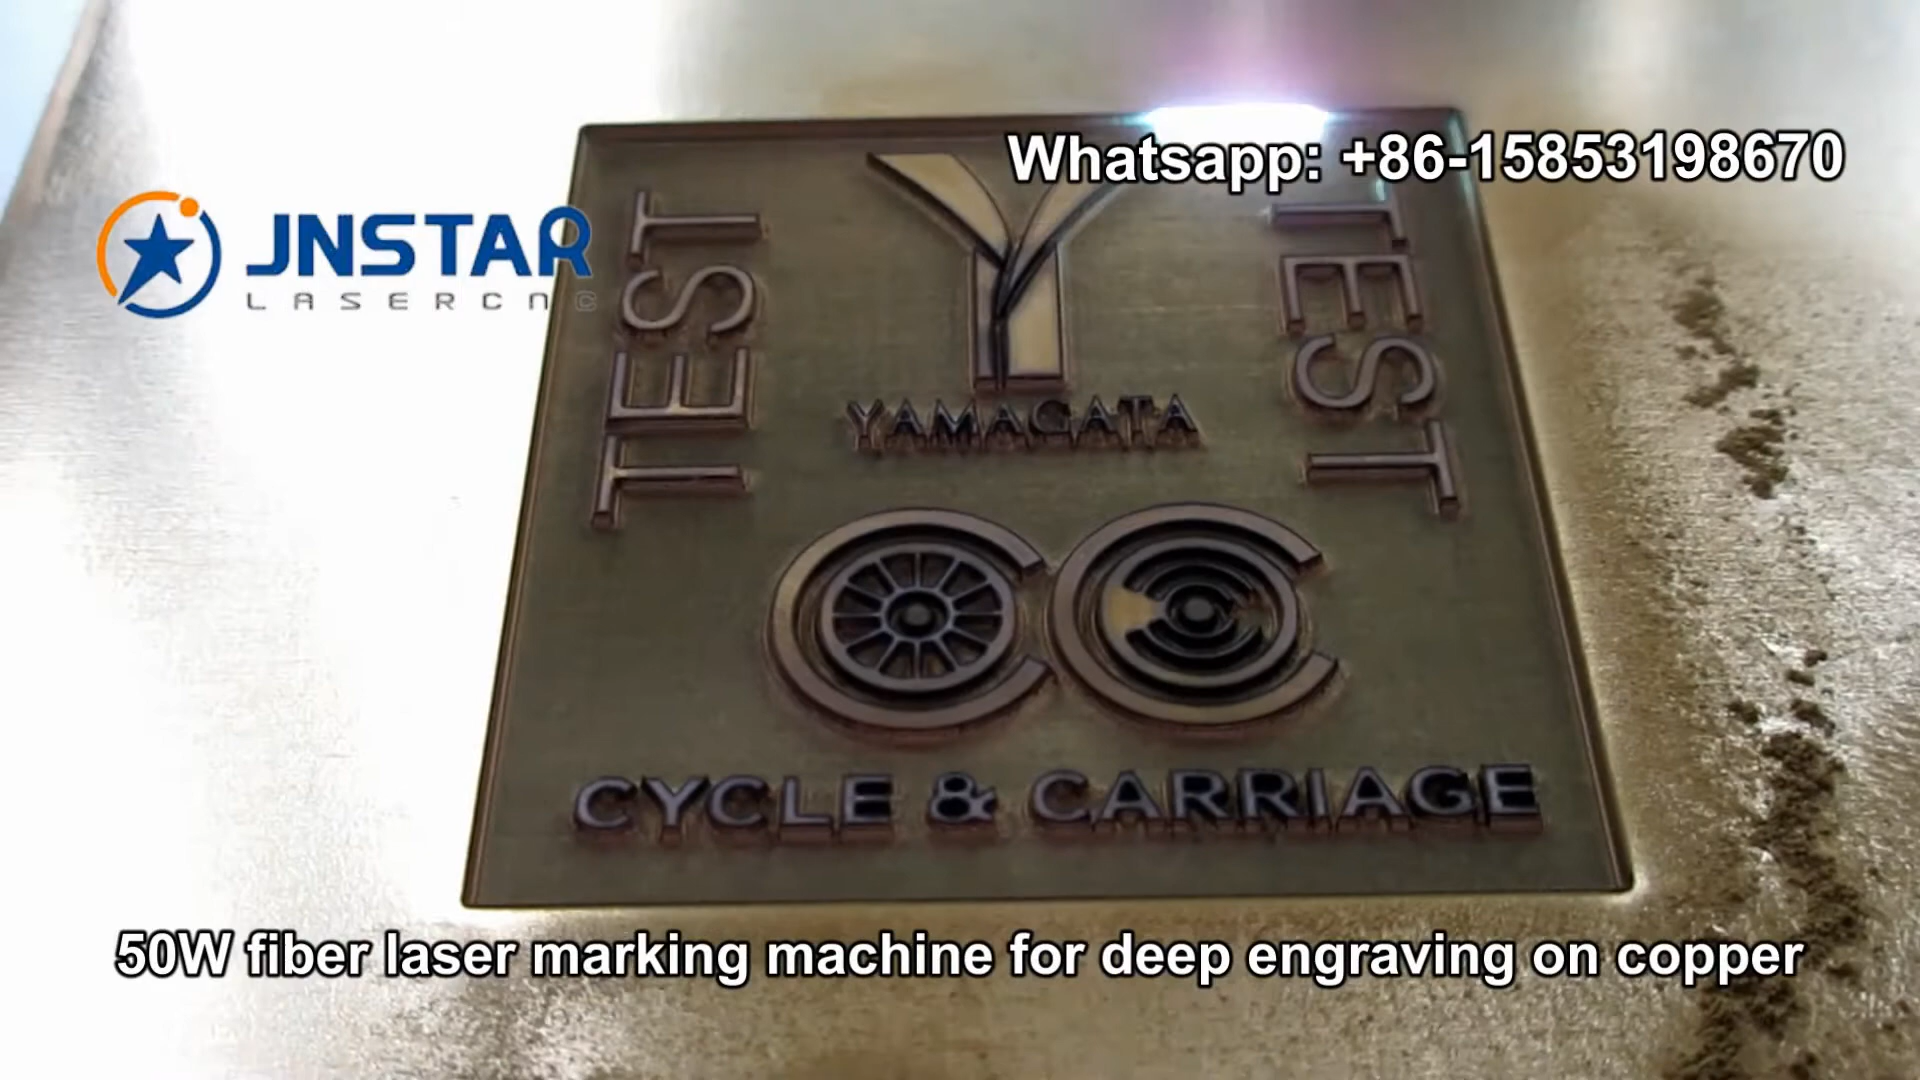 Whatsapp: +86-15853198670
JNSTAR
LASERCNC
TEST
TEST
YAMAGATA
CYCLE & CARRIAGE
50W fiber laser marking machine for deep engraving on copper